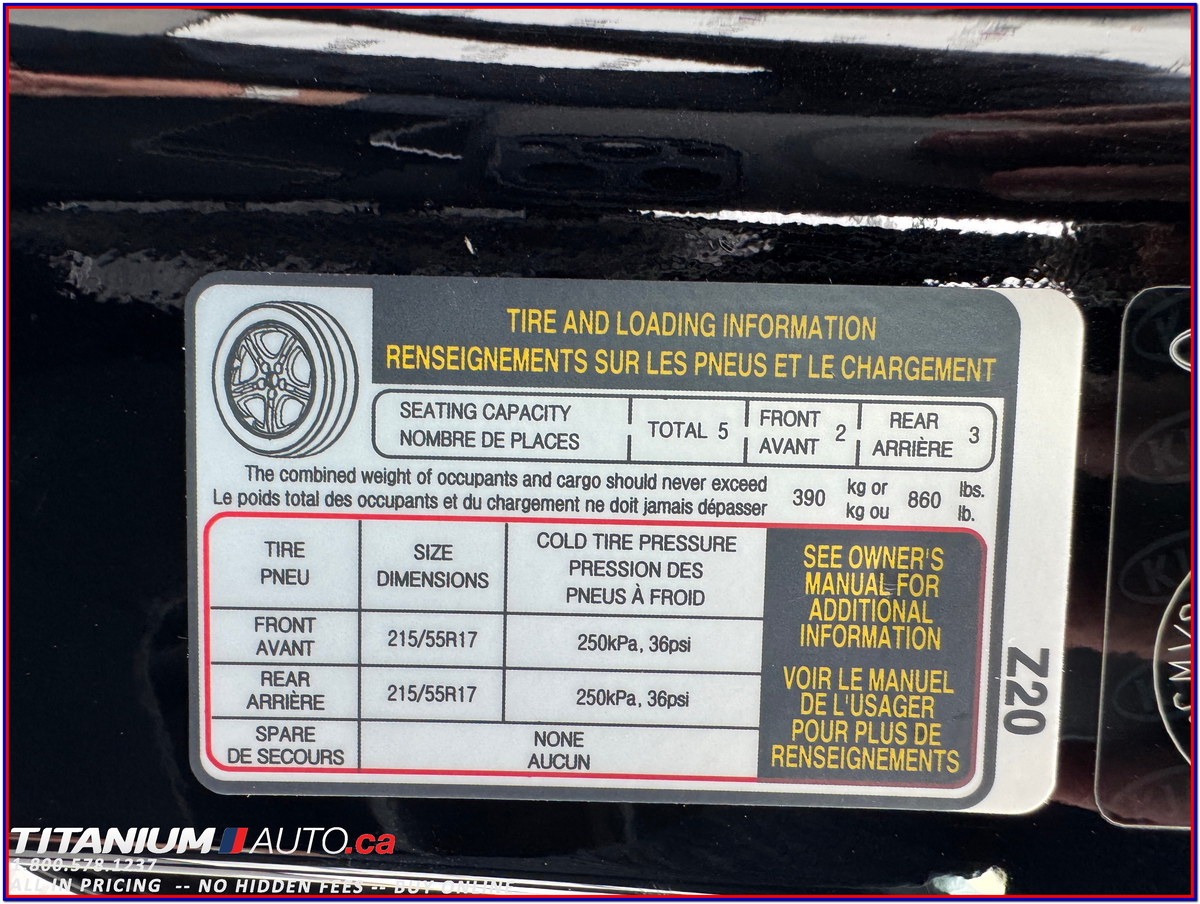 TIRE AND LOADING INFORMATION
RENSEIGNEMENTS SUR LES PNEUS ET LE CHARGEMENT
SEATING CAPACITY
NOMBRE DE PLACES
TOTAL 5
FRONT
AVANT
2
REAR
ARRIÈRE
3
The combined weight of occupants and cargo should never exceed
Le poids total des occupants et du chargement ne doit jamais dépasser
390
kg or
kg ou
860
lbs.
lb.
TIRE
PNEU
SIZE
DIMENSIONS
COLD TIRE PRESSURE
PRESSION DES
PNEUS À FROID
FRONT
AVANT
215/55R17
250kPa, 36psi
REAR
ARRIÈRE
215/55R17
250kPa, 36psi
SPARE
DE SECOURS
NONE
AUCUN
SEE OWNER'S
MANUAL FOR
ADDITIONAL
INFORMATION
VOIR LE MANUEL
DE L'USAGER
POUR PLUS DE
RENSEIGNEMENTS
Z20
TITANIUM AUTO.ca
1.800.578.1237
ALL IN PRICING -- NO HIDDEN FEES -- BUY ONLINE